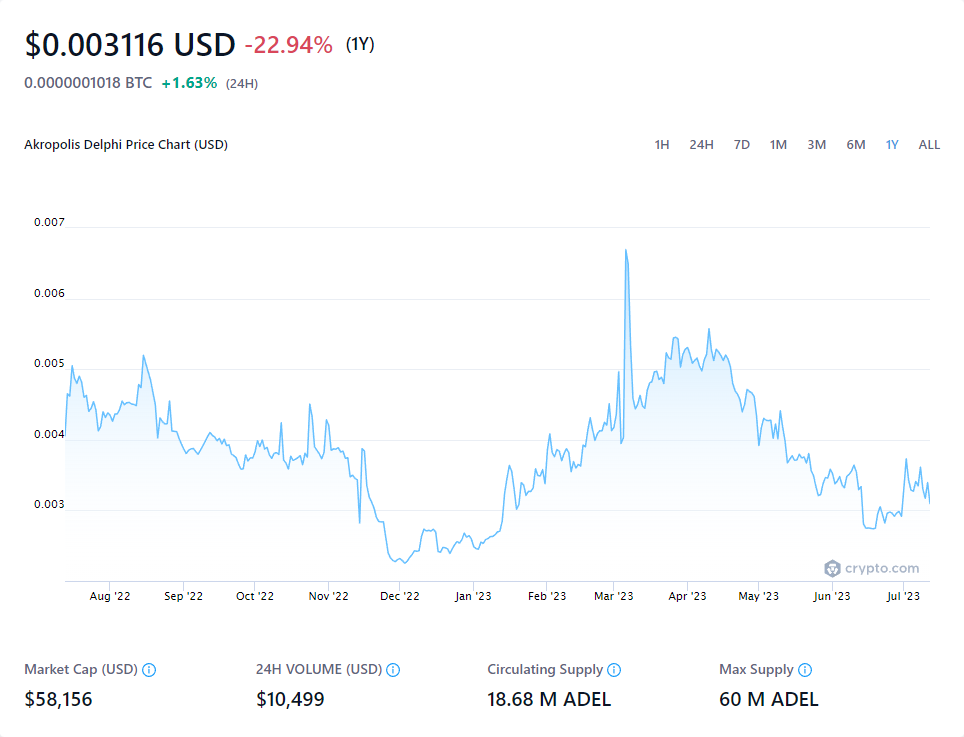 $0.003116 USD -22.94% (1Y)
0.0000001018 BTC +1.63% (24H)
Akropolis Delphi Price Chart (USD) 1H 24H 7D 1M 3M 6M 1Y ALL
0.007
0.006
0.005
0.004
0.003
crypto.com
Aug '22 Sep '22 Oct '22 Nov '22 Dec '22 Jan '23 Feb '23 Mar '23 Apr '23 May '23 Jun '23 Jul '23
Market Cap (USD) 24H VOLUME (USD) Circulating Supply Max Supply
$58,156 $10,499 18.68 M ADEL 60 M ADEL